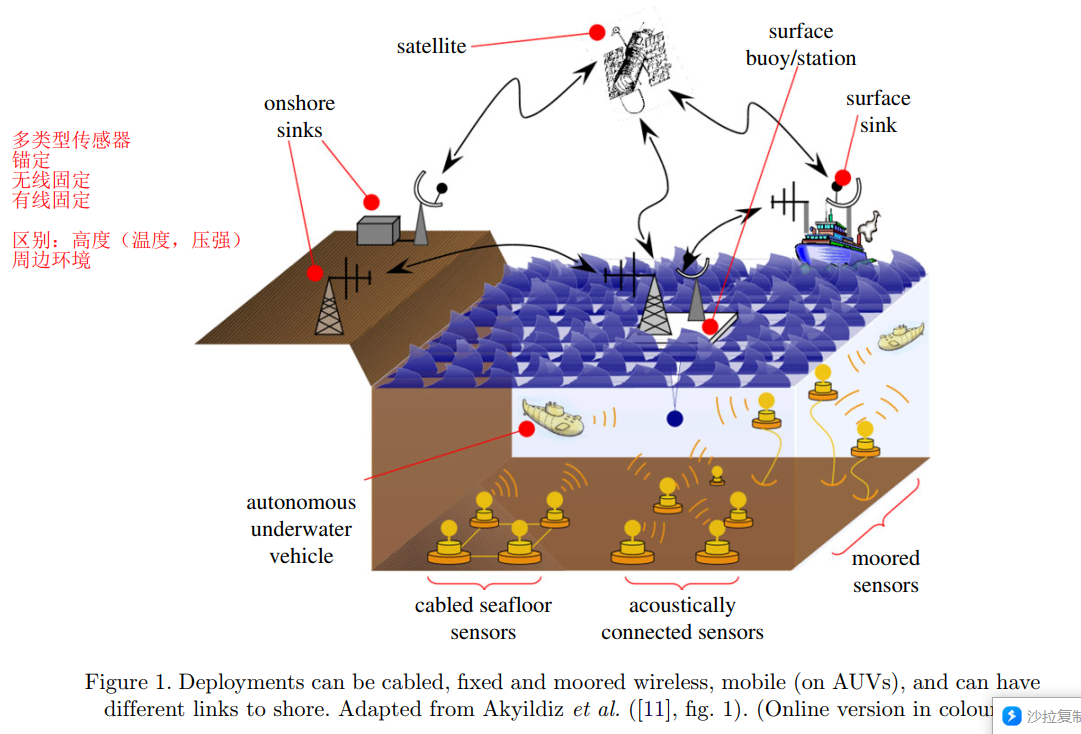 satellite
surface
buoy/station
onshore
sinks
surface
sink
多类型传感器
锚定
无线固定
有线固定
区别：高度（温度，压强）
周边环境
autonomous
underwater
vehicle
moored
sensors
cabled seafloor
sensors
acoustically
connected sensors
Figure 1. Deployments can be cabled, fixed and moored wireless, mobile (on AUVs), and can have
different links to shore. Adapted from Akyildiz et al. ([11], fig. 1). (Online version in colou
沙拉复制